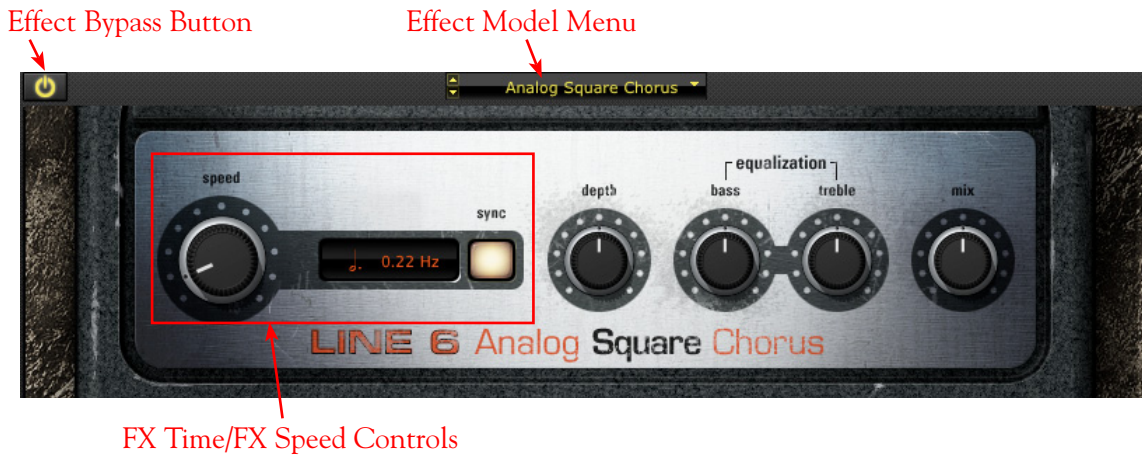 Effect Bypass Button
Effect Model Menu
Analog Square Chorus
speed
sync
0.22 Hz
depth
equalization
bass
treble
mix
LINE 6 Analog Square Chorus
FX Time/FX Speed Controls